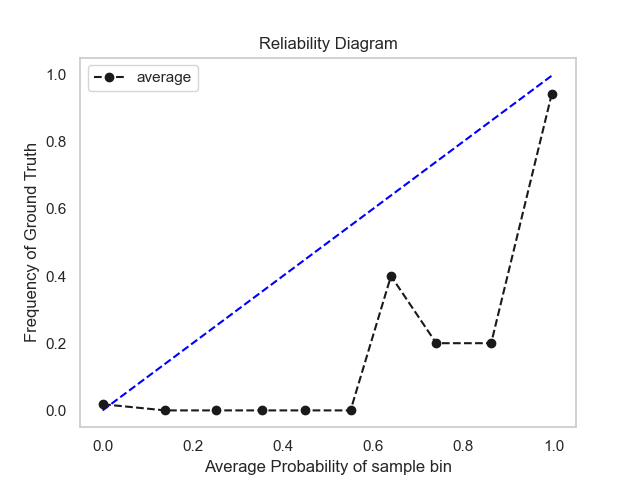 Reliability Diagram
average
1.0
0.8
0.6
0.4
0.2
0.0
Frequency of Ground Truth
0.0 0.2 0.4 0.6 0.8 1.0
Average Probability of sample bin